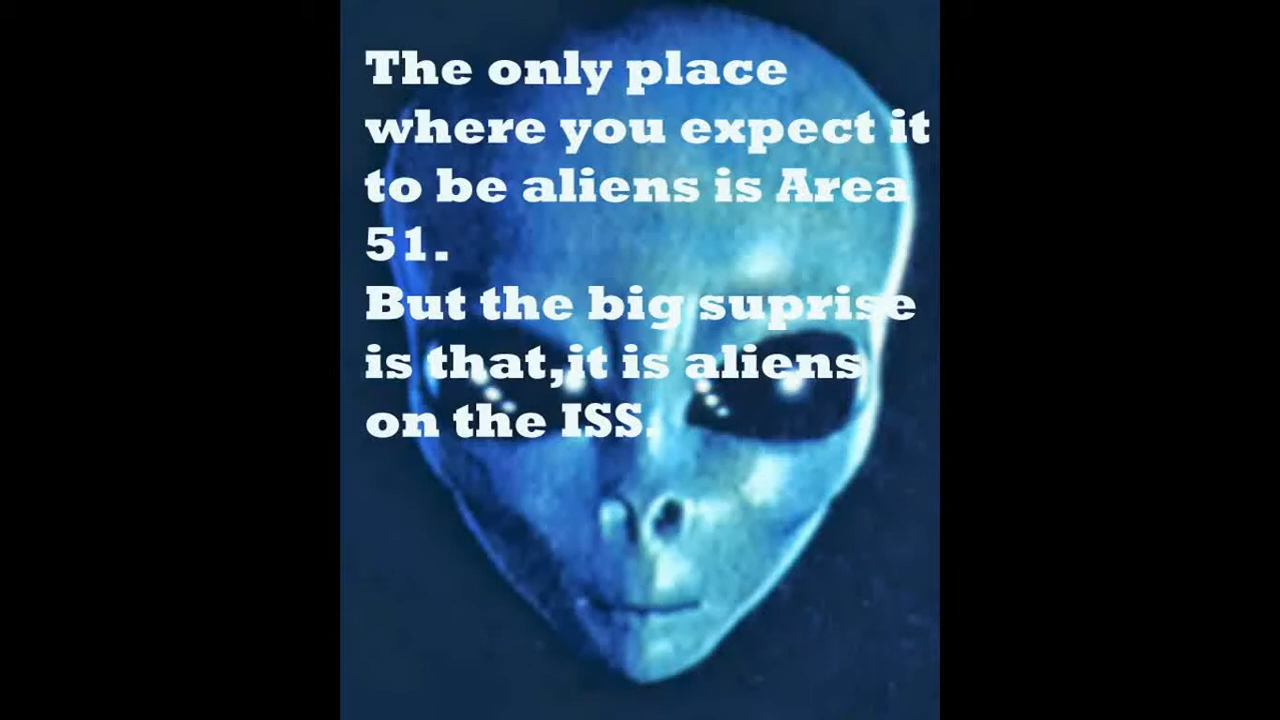 The only place
where you expect it
to be aliens is Area
51.
But the big suprise
is that,it is aliens
on the ISS.